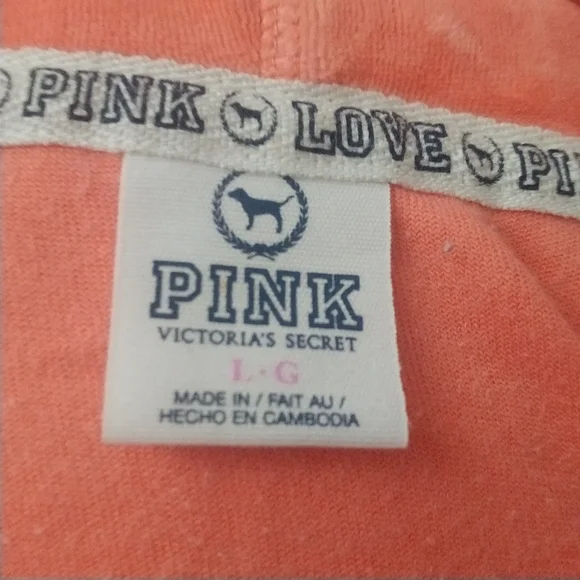 PINK LOVE PI
PINK
VICTORIA'S SECRET
L·G
MADE IN / FAIT AU /
HECHO EN CAMBODIA